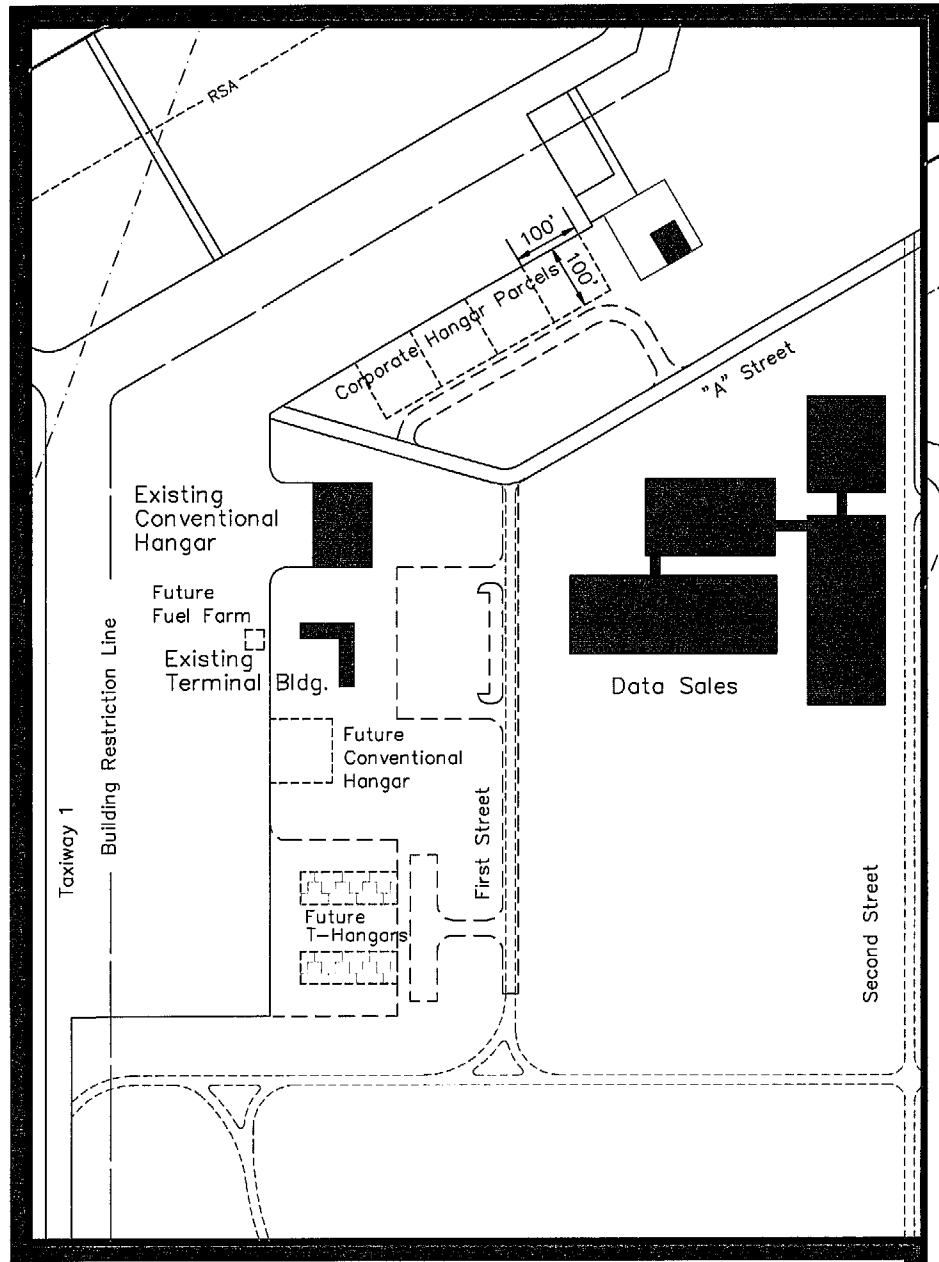 RSA
100'
100'
Corporate Hangar Parcels
"A" Street
Existing
Conventional
Hangar
Future
Fuel Farm
Existing
Terminal Bldg.
Data Sales
Future
Conventional
Hangar
Building Restriction Line
Taxiway 1
First Street
Future
T-Hangars
Second Street